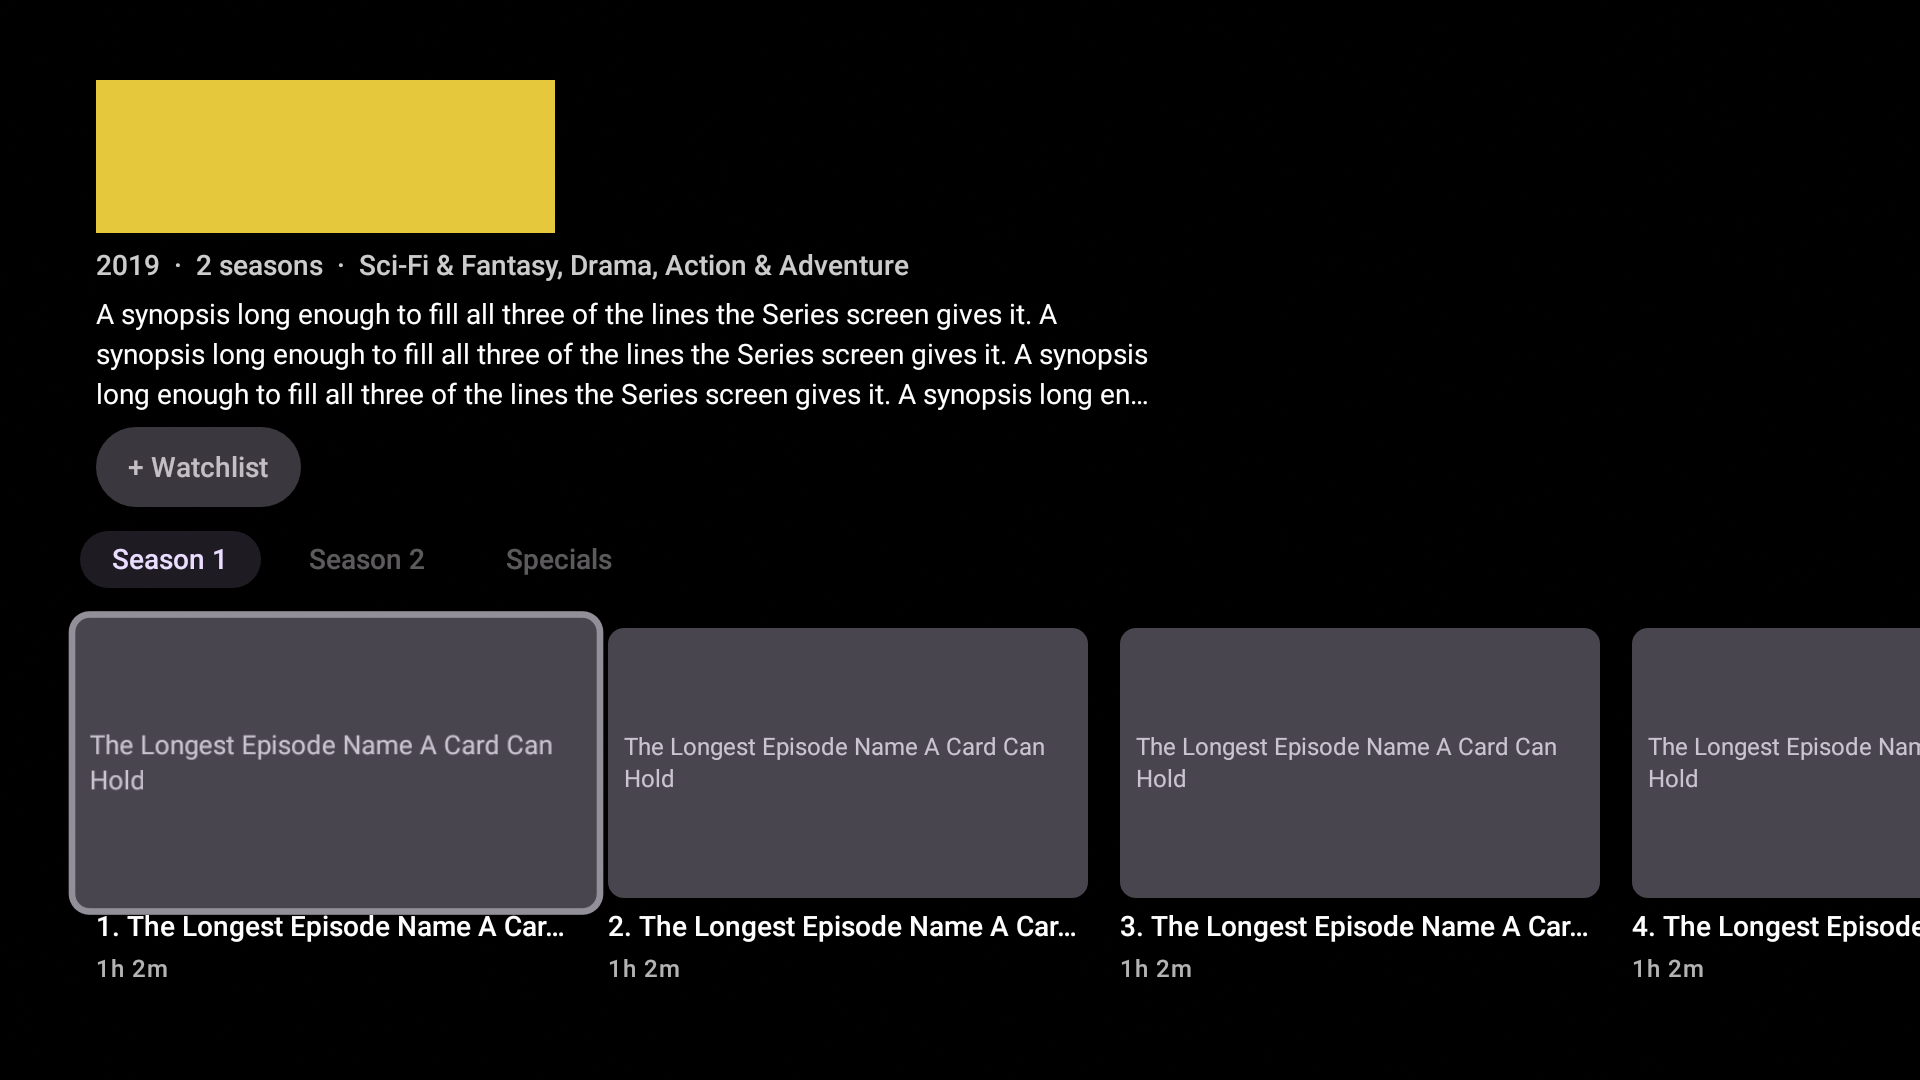 2019 · 2 seasons · Sci-Fi & Fantasy, Drama, Action & Adventure
A synopsis long enough to fill all three of the lines the Series screen gives it. A
synopsis long enough to fill all three of the lines the Series screen gives it. A synopsis
long enough to fill all three of the lines the Series screen gives it. A synopsis long en…
+ Watchlist
Season 1
Season 2
Specials
The Longest Episode Name A Card Can
Hold
The Longest Episode Name A Card Can
Hold
The Longest Episode Name A Card Can
Hold
The Longest Episode Nam
Hold
1. The Longest Episode Name A Car…
2. The Longest Episode Name A Car…
3. The Longest Episode Name A Car…
4. The Longest Episode
1h 2m
1h 2m
1h 2m
1h 2m